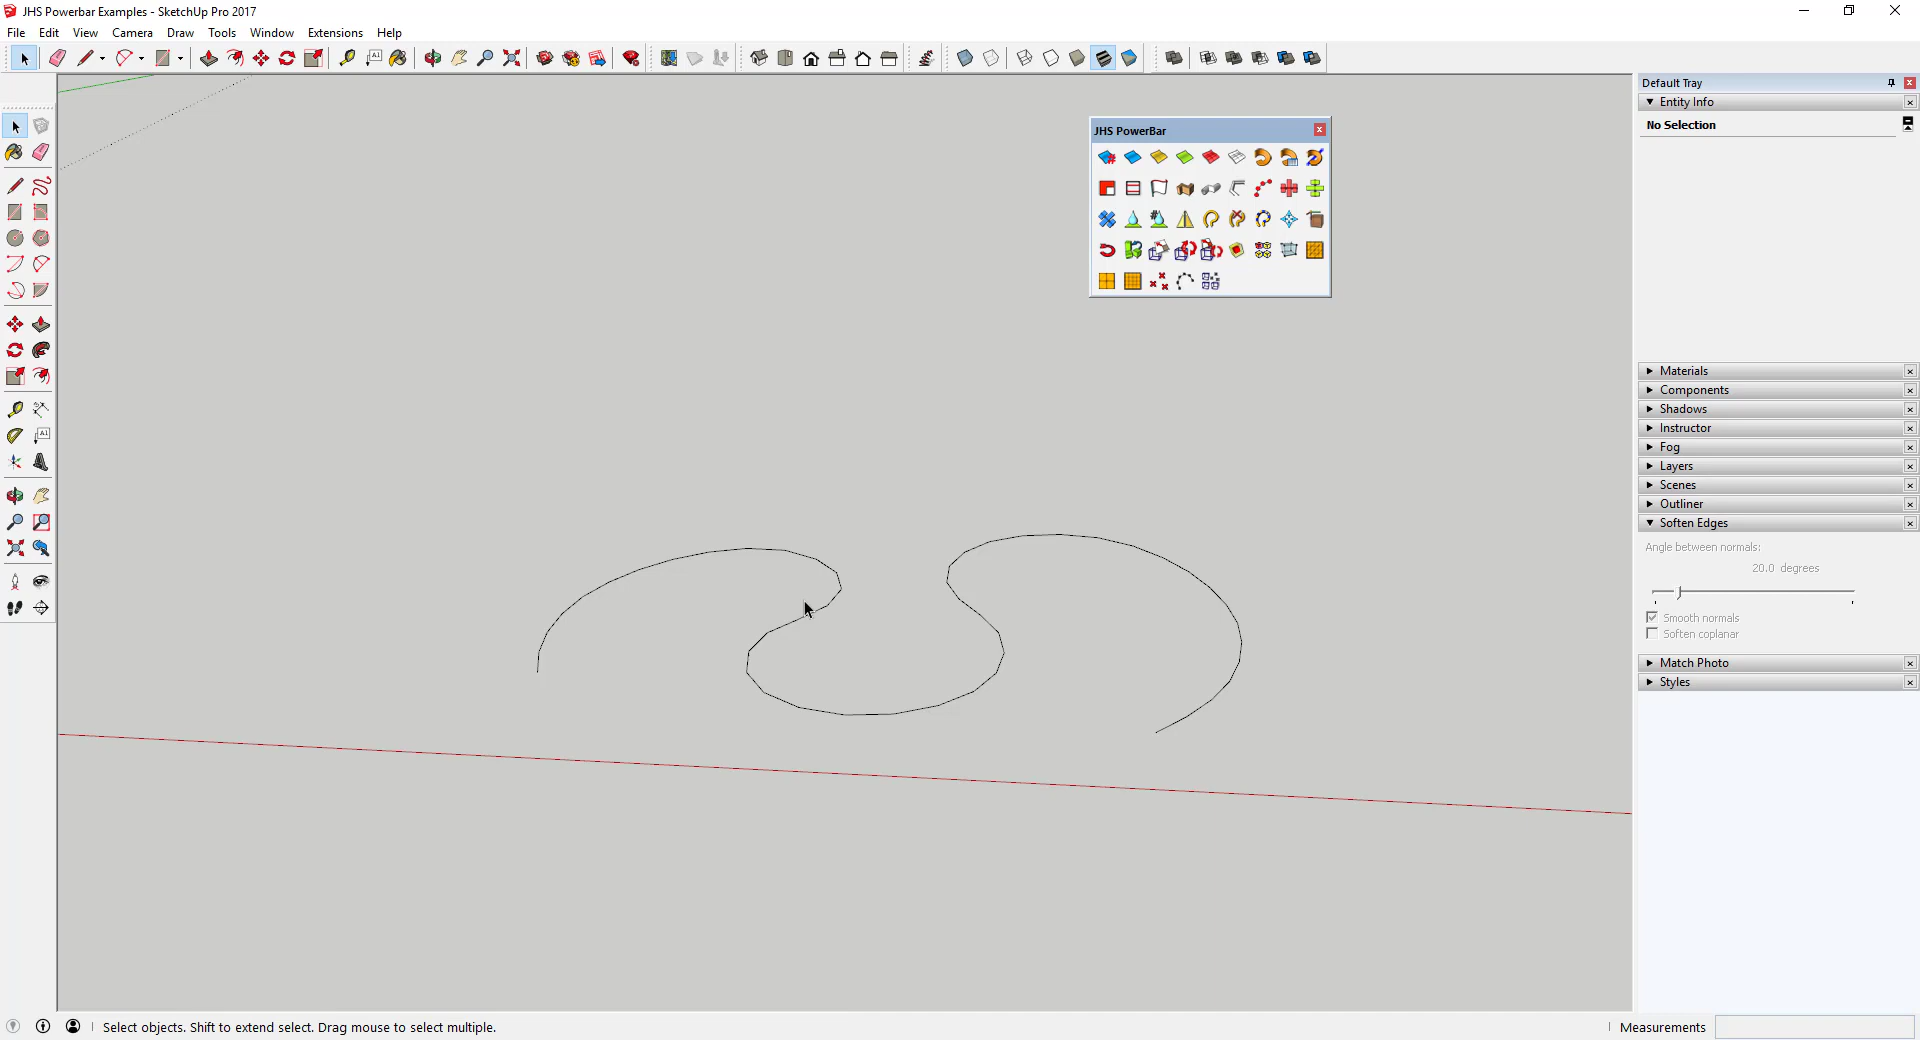 JHS Powerbar Examples - SketchUp Pro 2017
File Edit View Camera Draw Tools Window Extensions Help
Default Tray
Entity Info
No Selection
JHS PowerBar
Materials
Components
Shadows
Instructor
Fog
Layers
Scenes
Outliner
Soften Edges
Angle between normals:
20.0 degrees
Smooth normals
Soften coplanar
Match Photo
Styles
Select objects. Shift to extend select. Drag mouse to select multiple.
Measurements